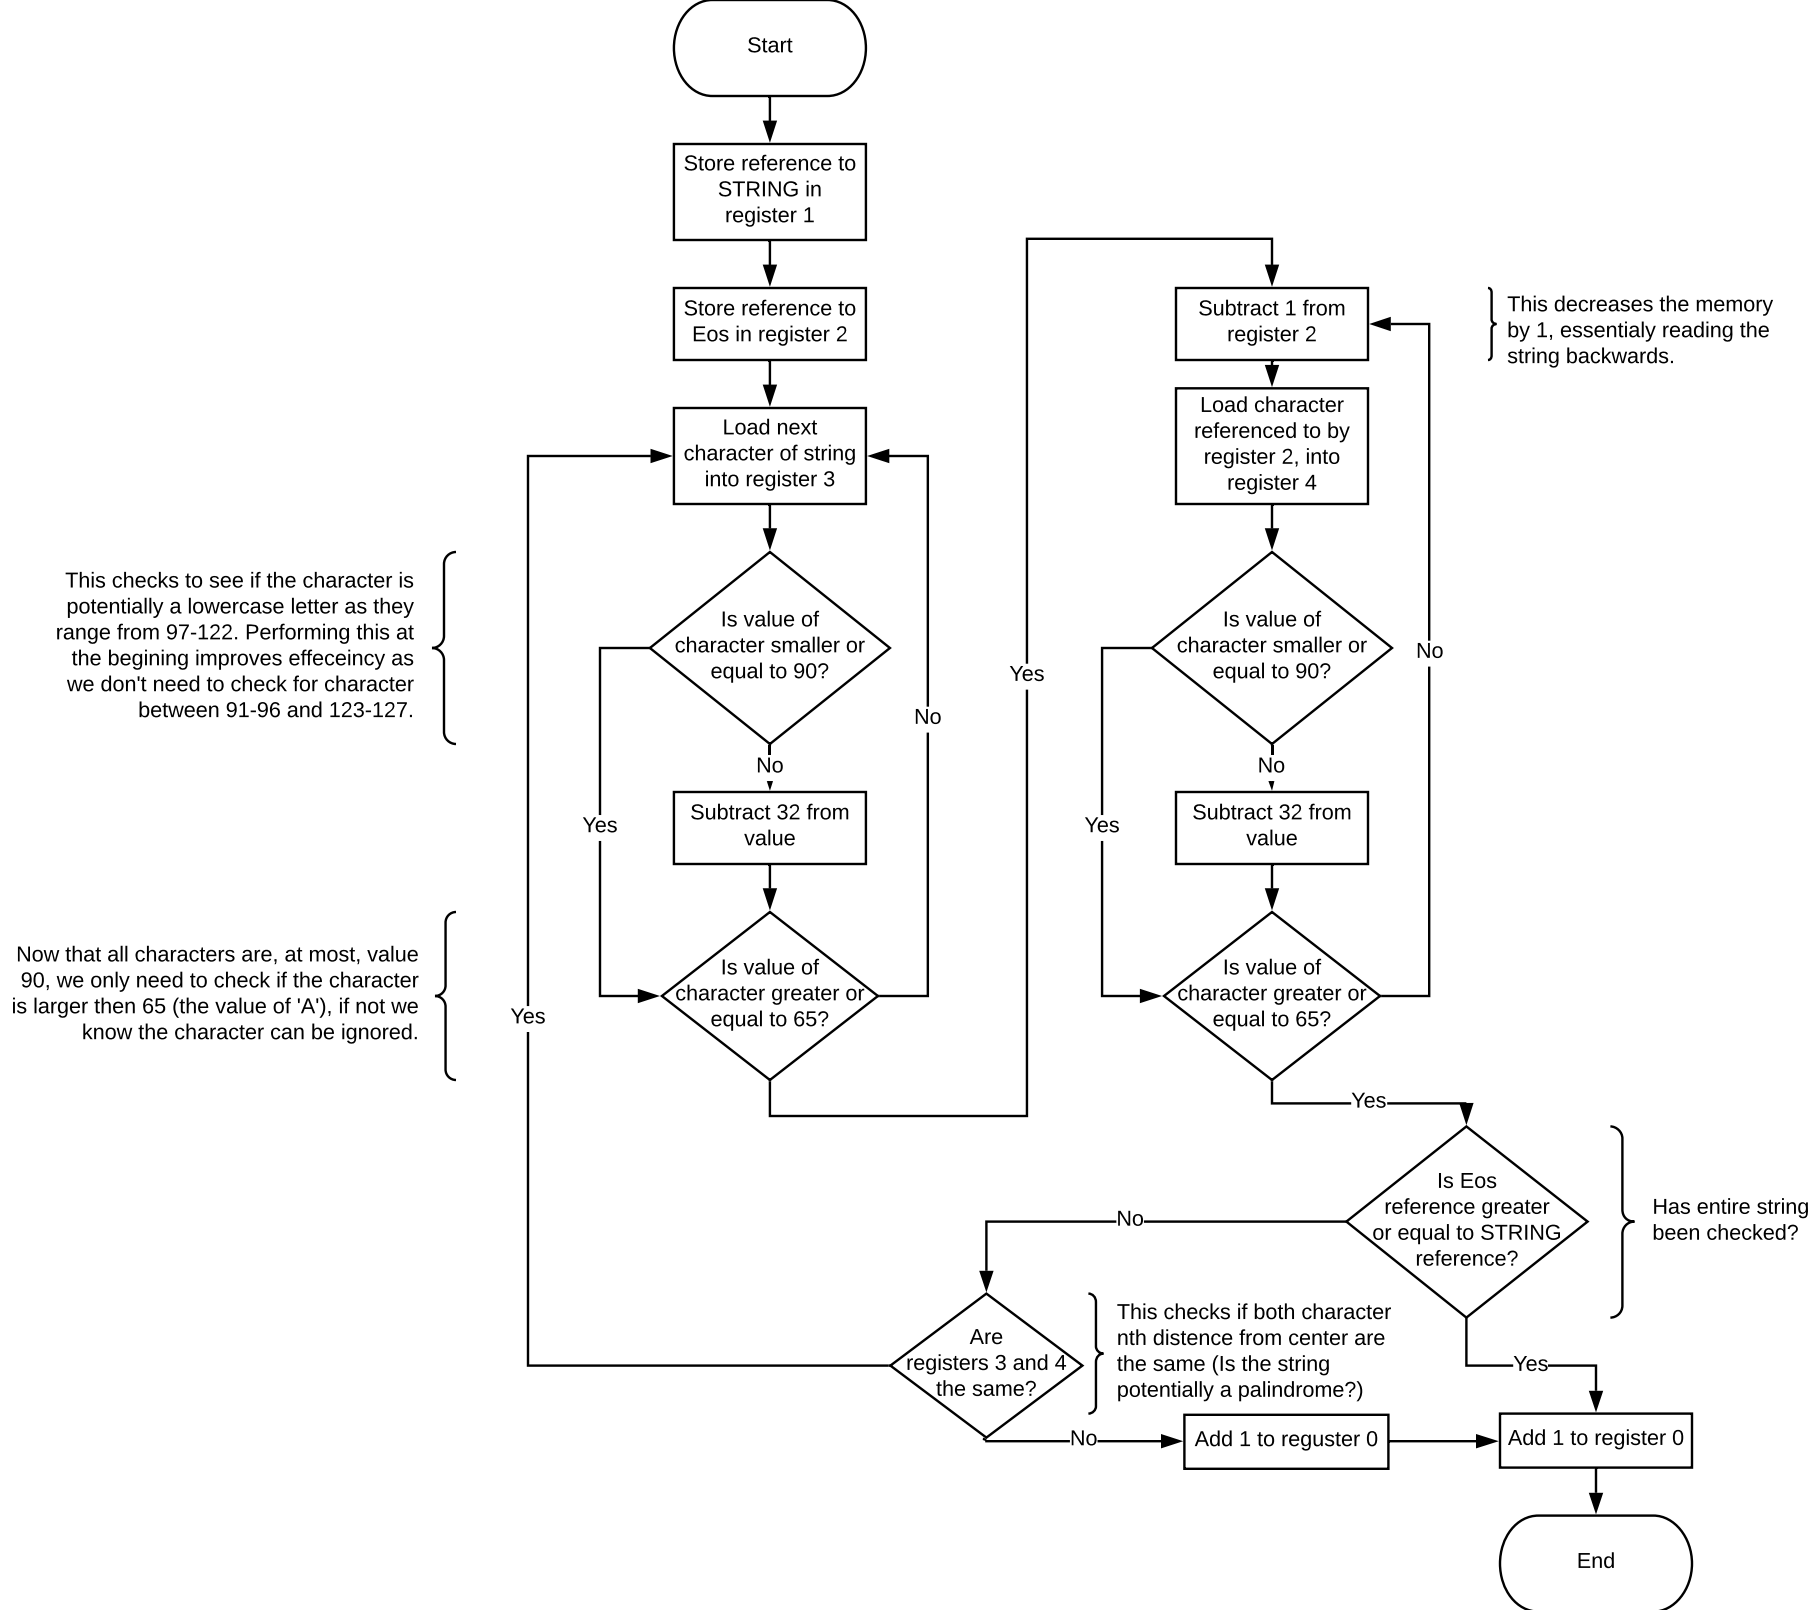 Start
Store reference to
STRING in
register 1
Store reference to
Eos in register 2
Load next
character of string
into register 3
This checks to see if the character is
potentially a lowercase letter as they
range from 97-122. Performing this at
the begining improves effeceincy as
we don't need to check for character
between 91-96 and 123-127.
Is value of
character smaller or
equal to 90?
No
Yes
No
Subtract 32 from
value
Now that all characters are, at most, value
90, we only need to check if the character
is larger then 65 (the value of 'A'), if not we
know the character can be ignored.
Is value of
character greater or
equal to 65?
Yes
Yes
Subtract 1 from
register 2
This decreases the memory
by 1, essentialy reading the
string backwards.
Load character
referenced to by
register 2, into
register 4
Is value of
character smaller or
equal to 90?
No
No
Yes
Subtract 32 from
value
Is value of
character greater or
equal to 65?
Yes
Is Eos
reference greater
or equal to STRING
reference?
Has entire string
been checked?
No
Yes
Are
registers 3 and 4
the same?
This checks if both character
nth distence from center are
the same (Is the string
potentially a palindrome?)
No
Add 1 to reguster 0
Add 1 to register 0
End